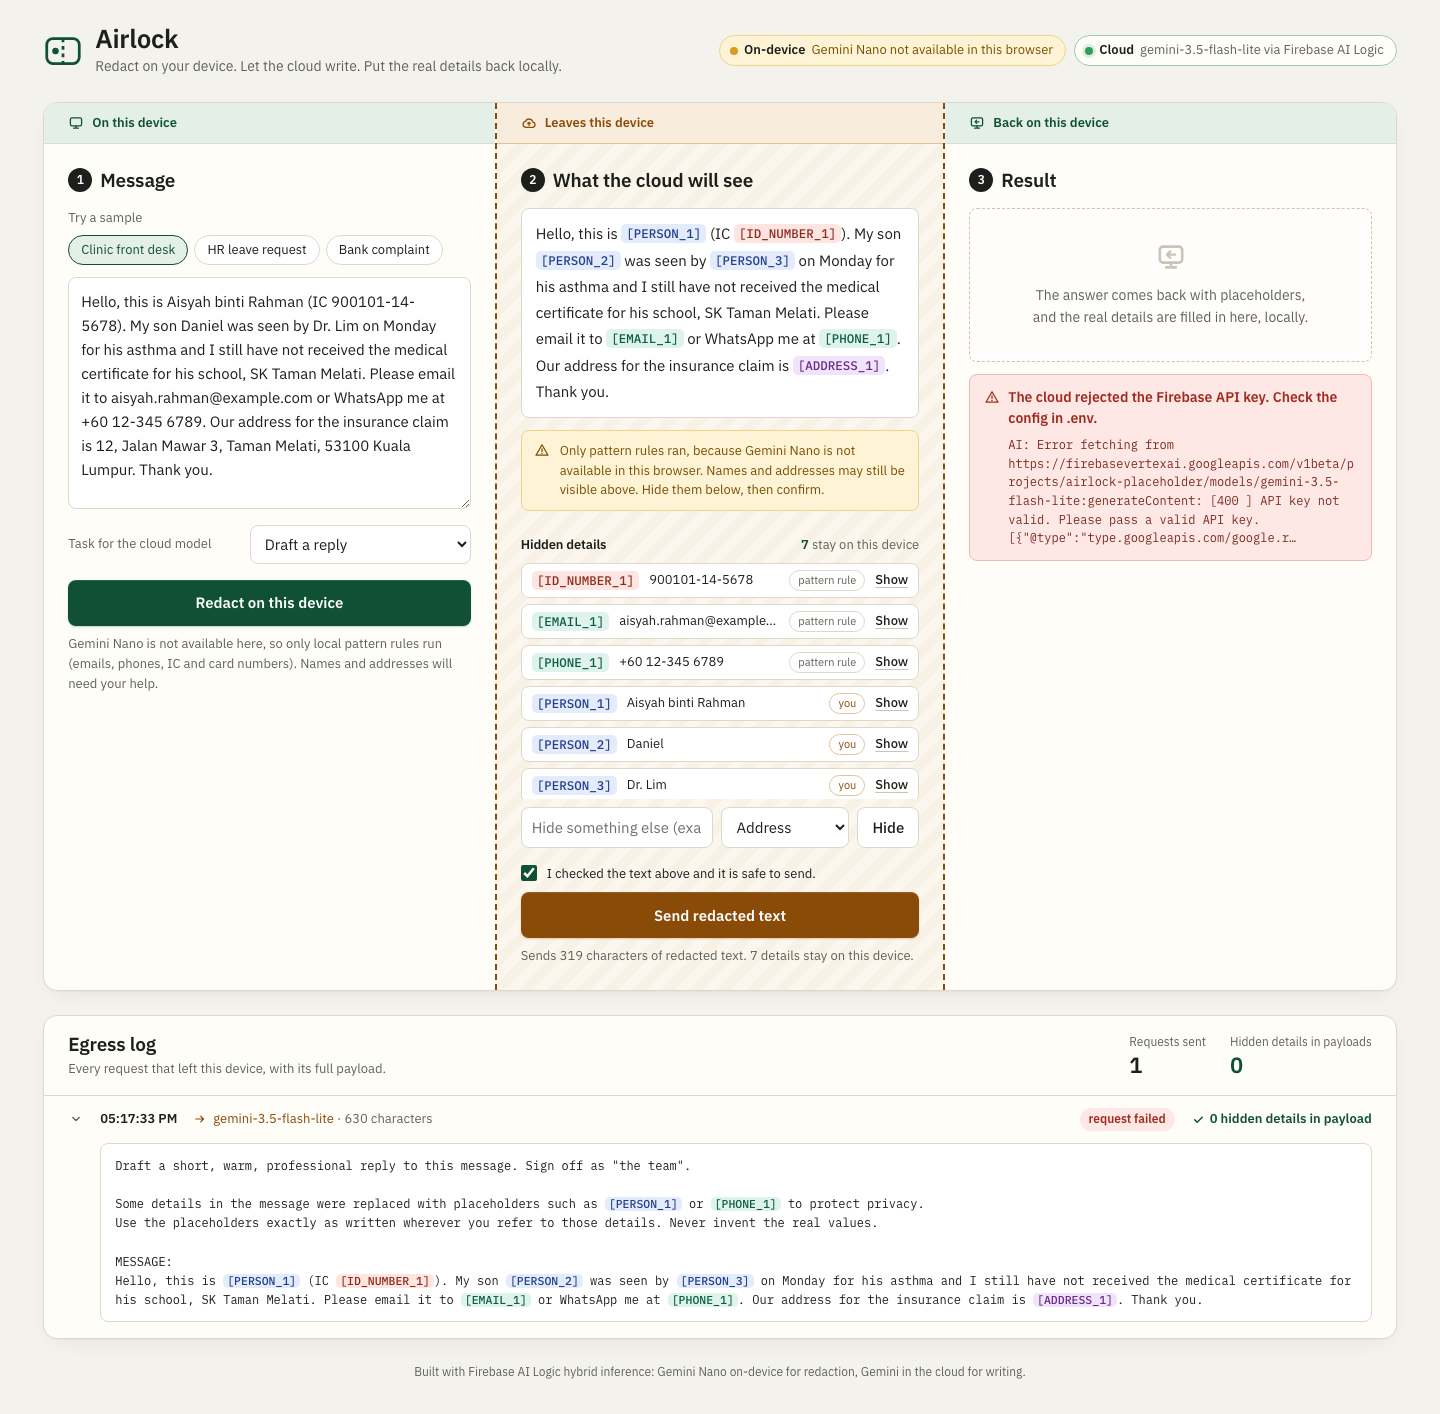 Airlock
Redact on your device. Let the cloud write. Put the real details back locally.
On-device Gemini Nano not available in this browser
Cloud gemini-3.5-flash-lite via Firebase AI Logic
On this device
1 Message
Try a sample
Clinic front desk
HR leave request
Bank complaint
Hello, this is Aisyah binti Rahman (IC 900101-14-
5678). My son Daniel was seen by Dr. Lim on Monday
for his asthma and I still have not received the medical
certificate for his school, SK Taman Melati. Please email
it to aisyah.rahman@example.com or WhatsApp me at
+60 12-345 6789. Our address for the insurance claim
is 12, Jalan Mawar 3, Taman Melati, 53100 Kuala
Lumpur. Thank you.
Task for the cloud model
Draft a reply
Redact on this device
Gemini Nano is not available here, so only local pattern rules run
(emails, phones, IC and card numbers). Names and addresses will
need your help.
Leaves this device
2 What the cloud will see
Hello, this is [PERSON_1] (IC [ID_NUMBER_1]). My son
[PERSON_2] was seen by [PERSON_3] on Monday for
his asthma and I still have not received the medical
certificate for his school, SK Taman Melati. Please
email it to [EMAIL_1] or WhatsApp me at [PHONE_1].
Our address for the insurance claim is [ADDRESS_1].
Thank you.
Only pattern rules ran, because Gemini Nano is not
available in this browser. Names and addresses may still be
visible above. Hide them below, then confirm.
Hidden details
7 stay on this device
[ID_NUMBER_1] 900101-14-5678 pattern rule Show
[EMAIL_1] aisyah.rahman@example... pattern rule Show
[PHONE_1] +60 12-345 6789 pattern rule Show
[PERSON_1] Aisyah binti Rahman you Show
[PERSON_2] Daniel you Show
[PERSON_3] Dr. Lim you Show
Hide something else (exa
Address
Hide
I checked the text above and it is safe to send.
Send redacted text
Sends 319 characters of redacted text. 7 details stay on this device.
Back on this device
3 Result
The answer comes back with placeholders,
and the real details are filled in here, locally.
The cloud rejected the Firebase API key. Check the
config in .env.
AI: Error fetching from
https://firebasevertexai.googleapis.com/v1beta/p
rojects/airlock-placeholder/models/gemini-3.5-
flash-lite:generateContent: [400 ] API key not
valid. Please pass a valid API key.
[{"@type":"type.googleapis.com/google.r…
Egress log
Every request that left this device, with its full payload.
Requests sent
1
Hidden details in payloads
0
05:17:33 PM → gemini-3.5-flash-lite · 630 characters
request failed
0 hidden details in payload
Draft a short, warm, professional reply to this message. Sign off as "the team".
Some details in the message were replaced with placeholders such as [PERSON_1] or [PHONE_1] to protect privacy.
Use the placeholders exactly as written wherever you refer to those details. Never invent the real values.
MESSAGE:
Hello, this is [PERSON_1] (IC [ID_NUMBER_1]). My son [PERSON_2] was seen by [PERSON_3] on Monday for his asthma and I still have not received the medical certificate for
his school, SK Taman Melati. Please email it to [EMAIL_1] or WhatsApp me at [PHONE_1]. Our address for the insurance claim is [ADDRESS_1]. Thank you.
Built with Firebase AI Logic hybrid inference: Gemini Nano on-device for redaction, Gemini in the cloud for writing.